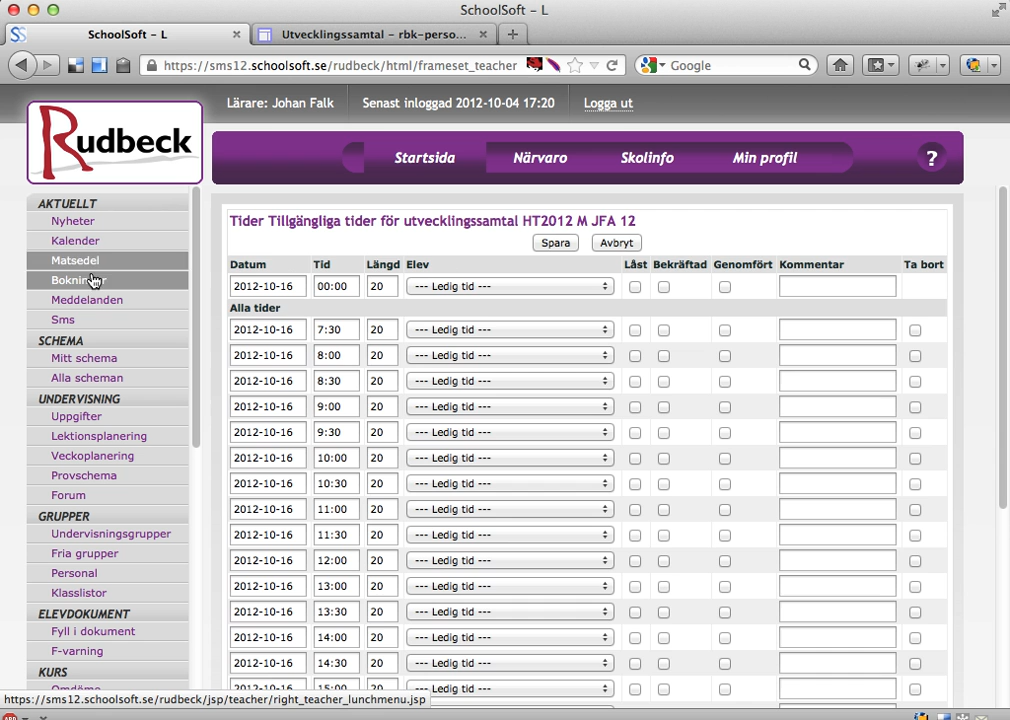 SchoolSoft – L
SchoolSoft – L
Utvecklingssamtal – rbk-perso...
https://sms12.schoolsoft.se/rudbeck/html/frameset_teacher
Google
Lärare: Johan Falk
Senast inloggad 2012-10-04 17:20
Logga ut
Rudbeck
Startsida
Närvaro
Skolinfo
Min profil
?
AKTUELLT
Nyheter
Kalender
Matsedel
Meddelanden
Sms
SCHEMA
Mitt schema
Alla scheman
UNDERVISNING
Uppgifter
Lektionsplanering
Veckoplanering
Provschema
Forum
GRUPPER
Undervisningsgrupper
Fria grupper
Personal
Klasslistor
ELEVDOKUMENT
Fyll i dokument
F-varning
KURS
Tider Tillgängliga tider för utvecklingssamtal HT2012 M JFA 12
Spara Avbryt
Datum Tid Längd Elev Låst Bekräftad Genomfört Kommentar Ta bort
2012-10-16 00:00 20 --- Ledig tid ---
Alla tider
2012-10-16 7:30 20 --- Ledig tid ---
2012-10-16 8:00 20 --- Ledig tid ---
2012-10-16 8:30 20 --- Ledig tid ---
2012-10-16 9:00 20 --- Ledig tid ---
2012-10-16 9:30 20 --- Ledig tid ---
2012-10-16 10:00 20 --- Ledig tid ---
2012-10-16 10:30 20 --- Ledig tid ---
2012-10-16 11:00 20 --- Ledig tid ---
2012-10-16 11:30 20 --- Ledig tid ---
2012-10-16 12:00 20 --- Ledig tid ---
2012-10-16 13:00 20 --- Ledig tid ---
2012-10-16 13:30 20 --- Ledig tid ---
2012-10-16 14:00 20 --- Ledig tid ---
2012-10-16 14:30 20 --- Ledig tid ---
2012-10-16 15:00 20 --- Ledig tid ---
https://sms12.schoolsoft.se/rudbeck/jsp/teacher/right_teacher_lunchmenu.jsp